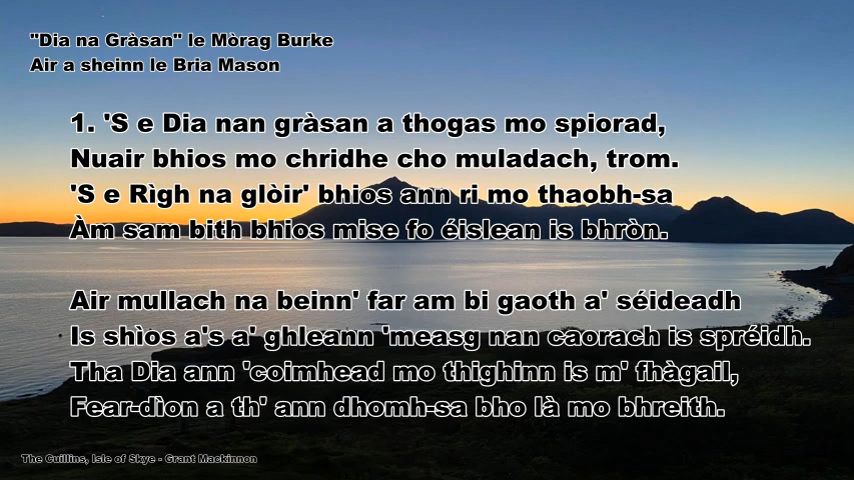 "Dia na Gràsan" le Mòrag Burke
Air a sheinn le Bria Mason
1. 'S e Dia nan gràsan a thogas mo spiorad,
Nuair bhios mo chridhe cho muladach, trom.
'S e Rìgh na glòir' bhios ann ri mo thaobh-sa
Àm sam bith bhios mise fo éislean is bhròn.
Air mullach na beinn' far am bi gaoth a' séideadh
Is shìos a's a' ghleann 'measg nan caorach is spréidh.
Tha Dia ann 'coimhead mo thighinn is m' fhàgail,
Fear-dìon a th' ann dhomh-sa bho là mo bhreith.
The Cuillins, Isle of Skye - Grant Mackinnon